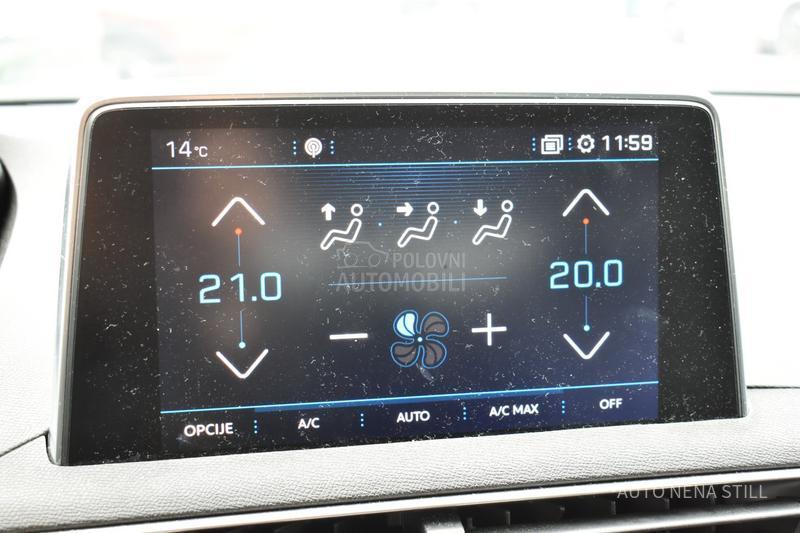 14°C
11:59
21.0
20.0
POLOVNI
AUTOMOBILI
OPCIJE
A/C
AUTO
A/C MAX
OFF
AUTO NENA STILL